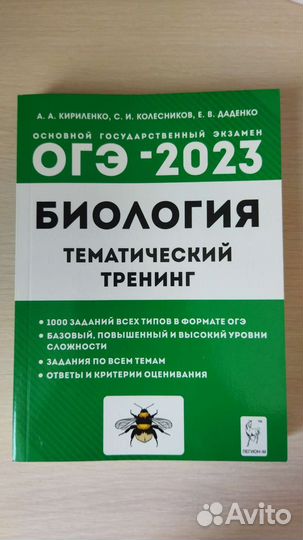 А. А. КИРИЛЕНКО, С. И. КОЛЕСНИКОВ, Е. В. ДАДЕНКО
ОСНОВНОЙ ГОСУДАРСТВЕННЫЙ ЭКЗАМЕН
ОГЭ-2023
БИОЛОГИЯ
ТЕМАТИЧЕСКИЙ
ТРЕНИНГ
• 1000 ЗАДАНИЙ ВСЕХ ТИПОВ В ФОРМАТЕ ОГЭ
• БАЗОВЫЙ, ПОВЫШЕННЫЙ И ВЫСОКИЙ УРОВНИ
СЛОЖНОСТИ
• ЗАДАНИЯ ПО ВСЕМ ТЕМАМ
• ОТВЕТЫ И КРИТЕРИИ ОЦЕНИВАНИЯ
ЛЕГИОН-М
Avito